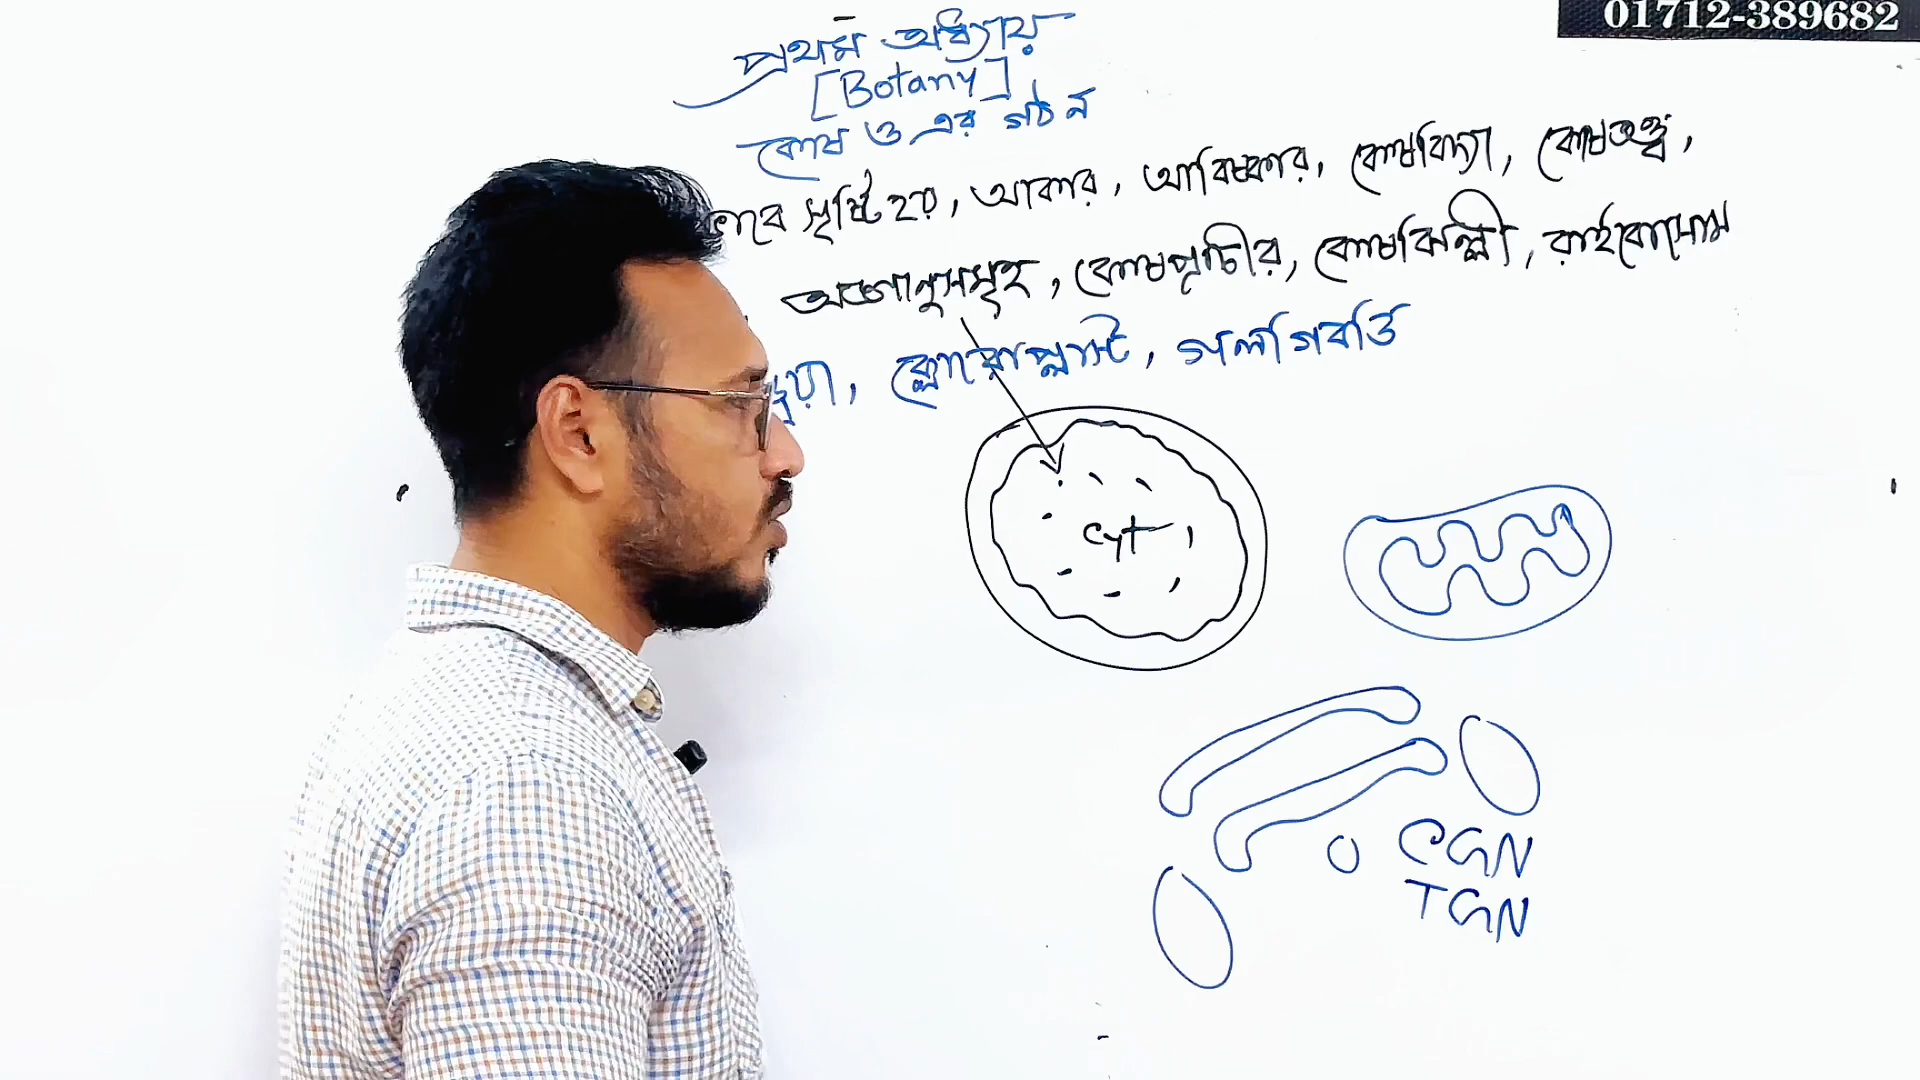 01712-389682
প্রথম অধ্যায়
[Botany]
কোষ ও এর গঠন
ভাবে সৃষ্টি হয়, আকার, আবিষ্কার, কোষবিদ্যা, কোষতত্ত্ব,
অঙ্গানুসমূহ, কোষপ্রাচীর, কোষঝিল্লী, রাইবোসোম
ক্লোরোপ্লাস্ট, গলগিবডি
Cyt
CGN
TGN